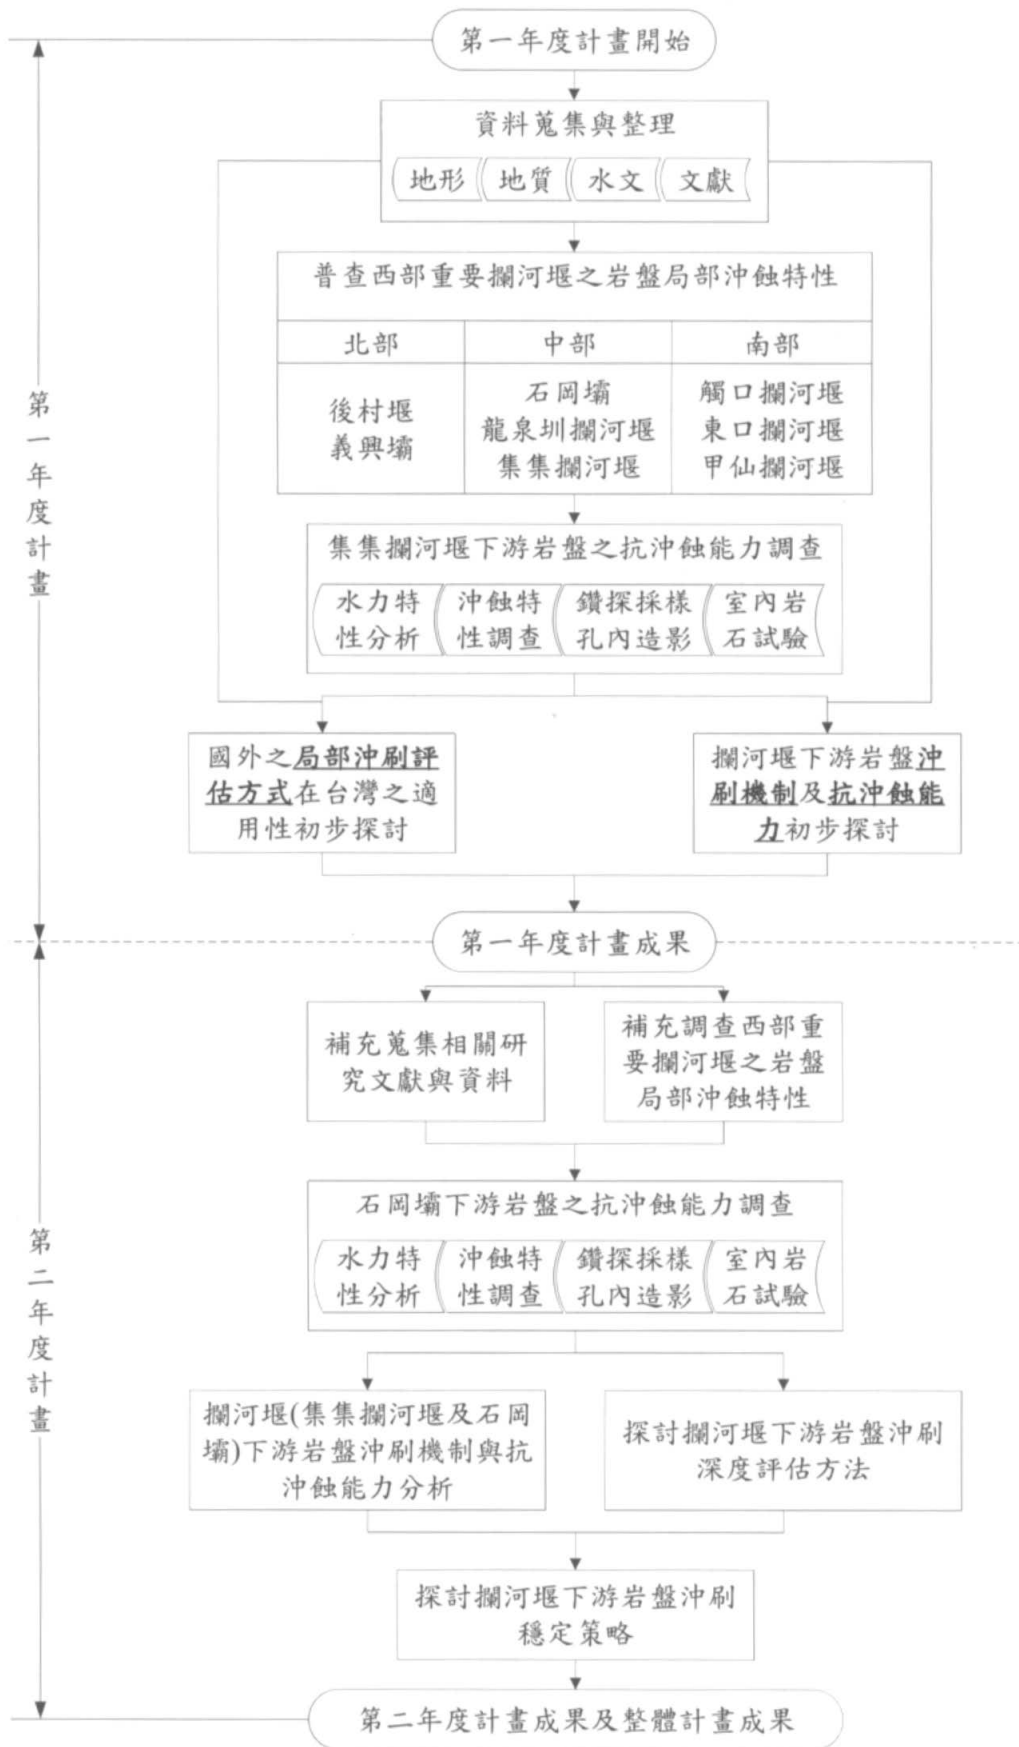 第一年度計畫開始
資料蒐集與整理
地形 地質 水文 文獻
普查西部重要攔河堰之岩盤局部沖蝕特性
北部 中部 南部
後村堰
義興壩
石岡壩
龍泉圳攔河堰
集集攔河堰
觸口攔河堰
東口攔河堰
甲仙攔河堰
第一年度計畫
集集攔河堰下游岩盤之抗沖蝕能力調查
水力特
性分析
沖蝕特
性調查
鑽探採樣
孔內造影
室內岩
石試驗
國外之局部沖刷評
估方式在台灣之適
用性初步探討
攔河堰下游岩盤沖
刷機制及抗沖蝕能
力初步探討
第一年度計畫成果
補充蒐集相關研
究文獻與資料
補充調查西部重
要攔河堰之岩盤
局部沖蝕特性
第二年度計畫
石岡壩下游岩盤之抗沖蝕能力調查
水力特
性分析
沖蝕特
性調查
鑽探採樣
孔內造影
室內岩
石試驗
攔河堰(集集攔河堰及石岡
壩)下游岩盤沖刷機制與抗
沖蝕能力分析
探討攔河堰下游岩盤沖刷
深度評估方法
探討攔河堰下游岩盤沖刷
穩定策略
第二年度計畫成果及整體計畫成果